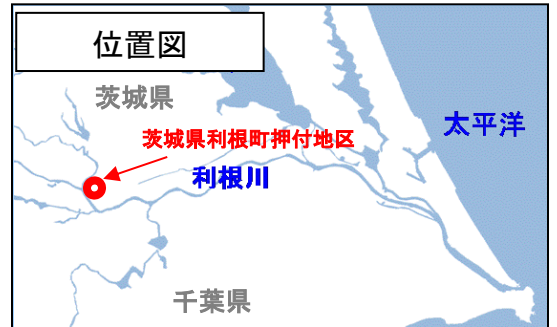 位置図
茨城県
太平洋
茨城県利根町押付地区
利根川
千葉県